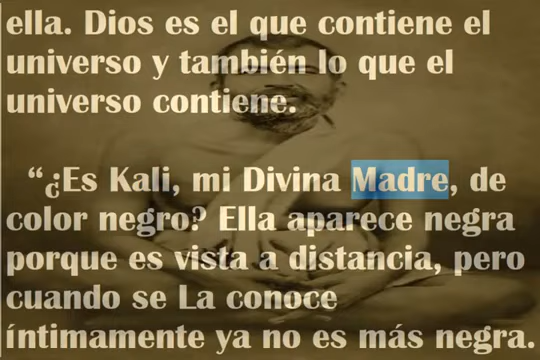 ella. Dios es el que contiene el
universo y también lo que el
universo contiene.
“¿Es Kali, mi Divina Madre, de
color negro? Ella aparece negra
porque es vista a distancia, pero
cuando se La conoce
íntimamente ya no es más negra.